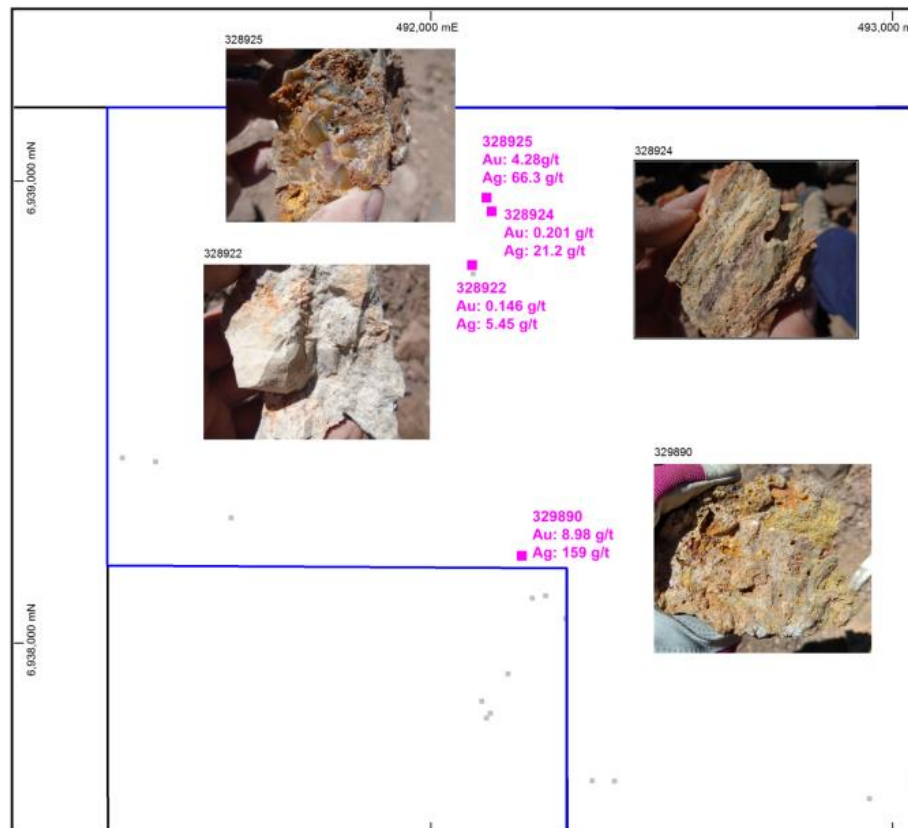 492,000 mE
493,000 m
328925
328925
Au: 4.28g/t
Ag: 66.3 g/t
328924
6,939,000 mN
328924
Au: 0.201 g/t
Ag: 21.2 g/t
328922
328922
Au: 0.146 g/t
Ag: 5.45 g/t
329890
329890
Au: 8.98 g/t
Ag: 159 g/t
6,938,000 mN